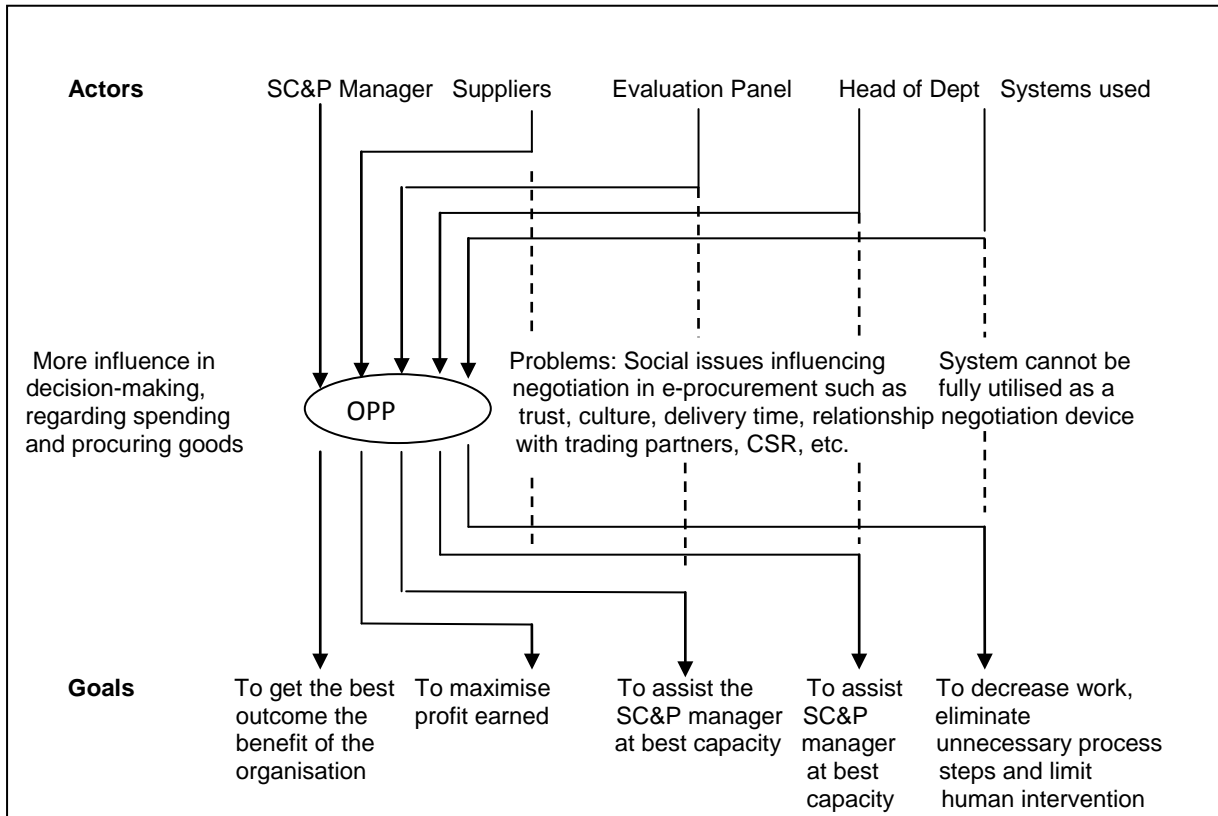 Actors SC&P Manager Suppliers Evaluation Panel Head of Dept Systems used
More influence in
decision-making,
regarding spending
and procuring goods
OPP
Problems: Social issues influencing
negotiation in e-procurement such as
trust, culture, delivery time, relationship
with trading partners, CSR, etc.
System cannot be
fully utilised as a
negotiation device
Goals
To get the best
outcome the
benefit of the
organisation
To maximise
profit earned
To assist the
SC&P manager
at best capacity
To assist
SC&P
manager
at best
capacity
To decrease work,
eliminate
unnecessary process
steps and limit
human intervention